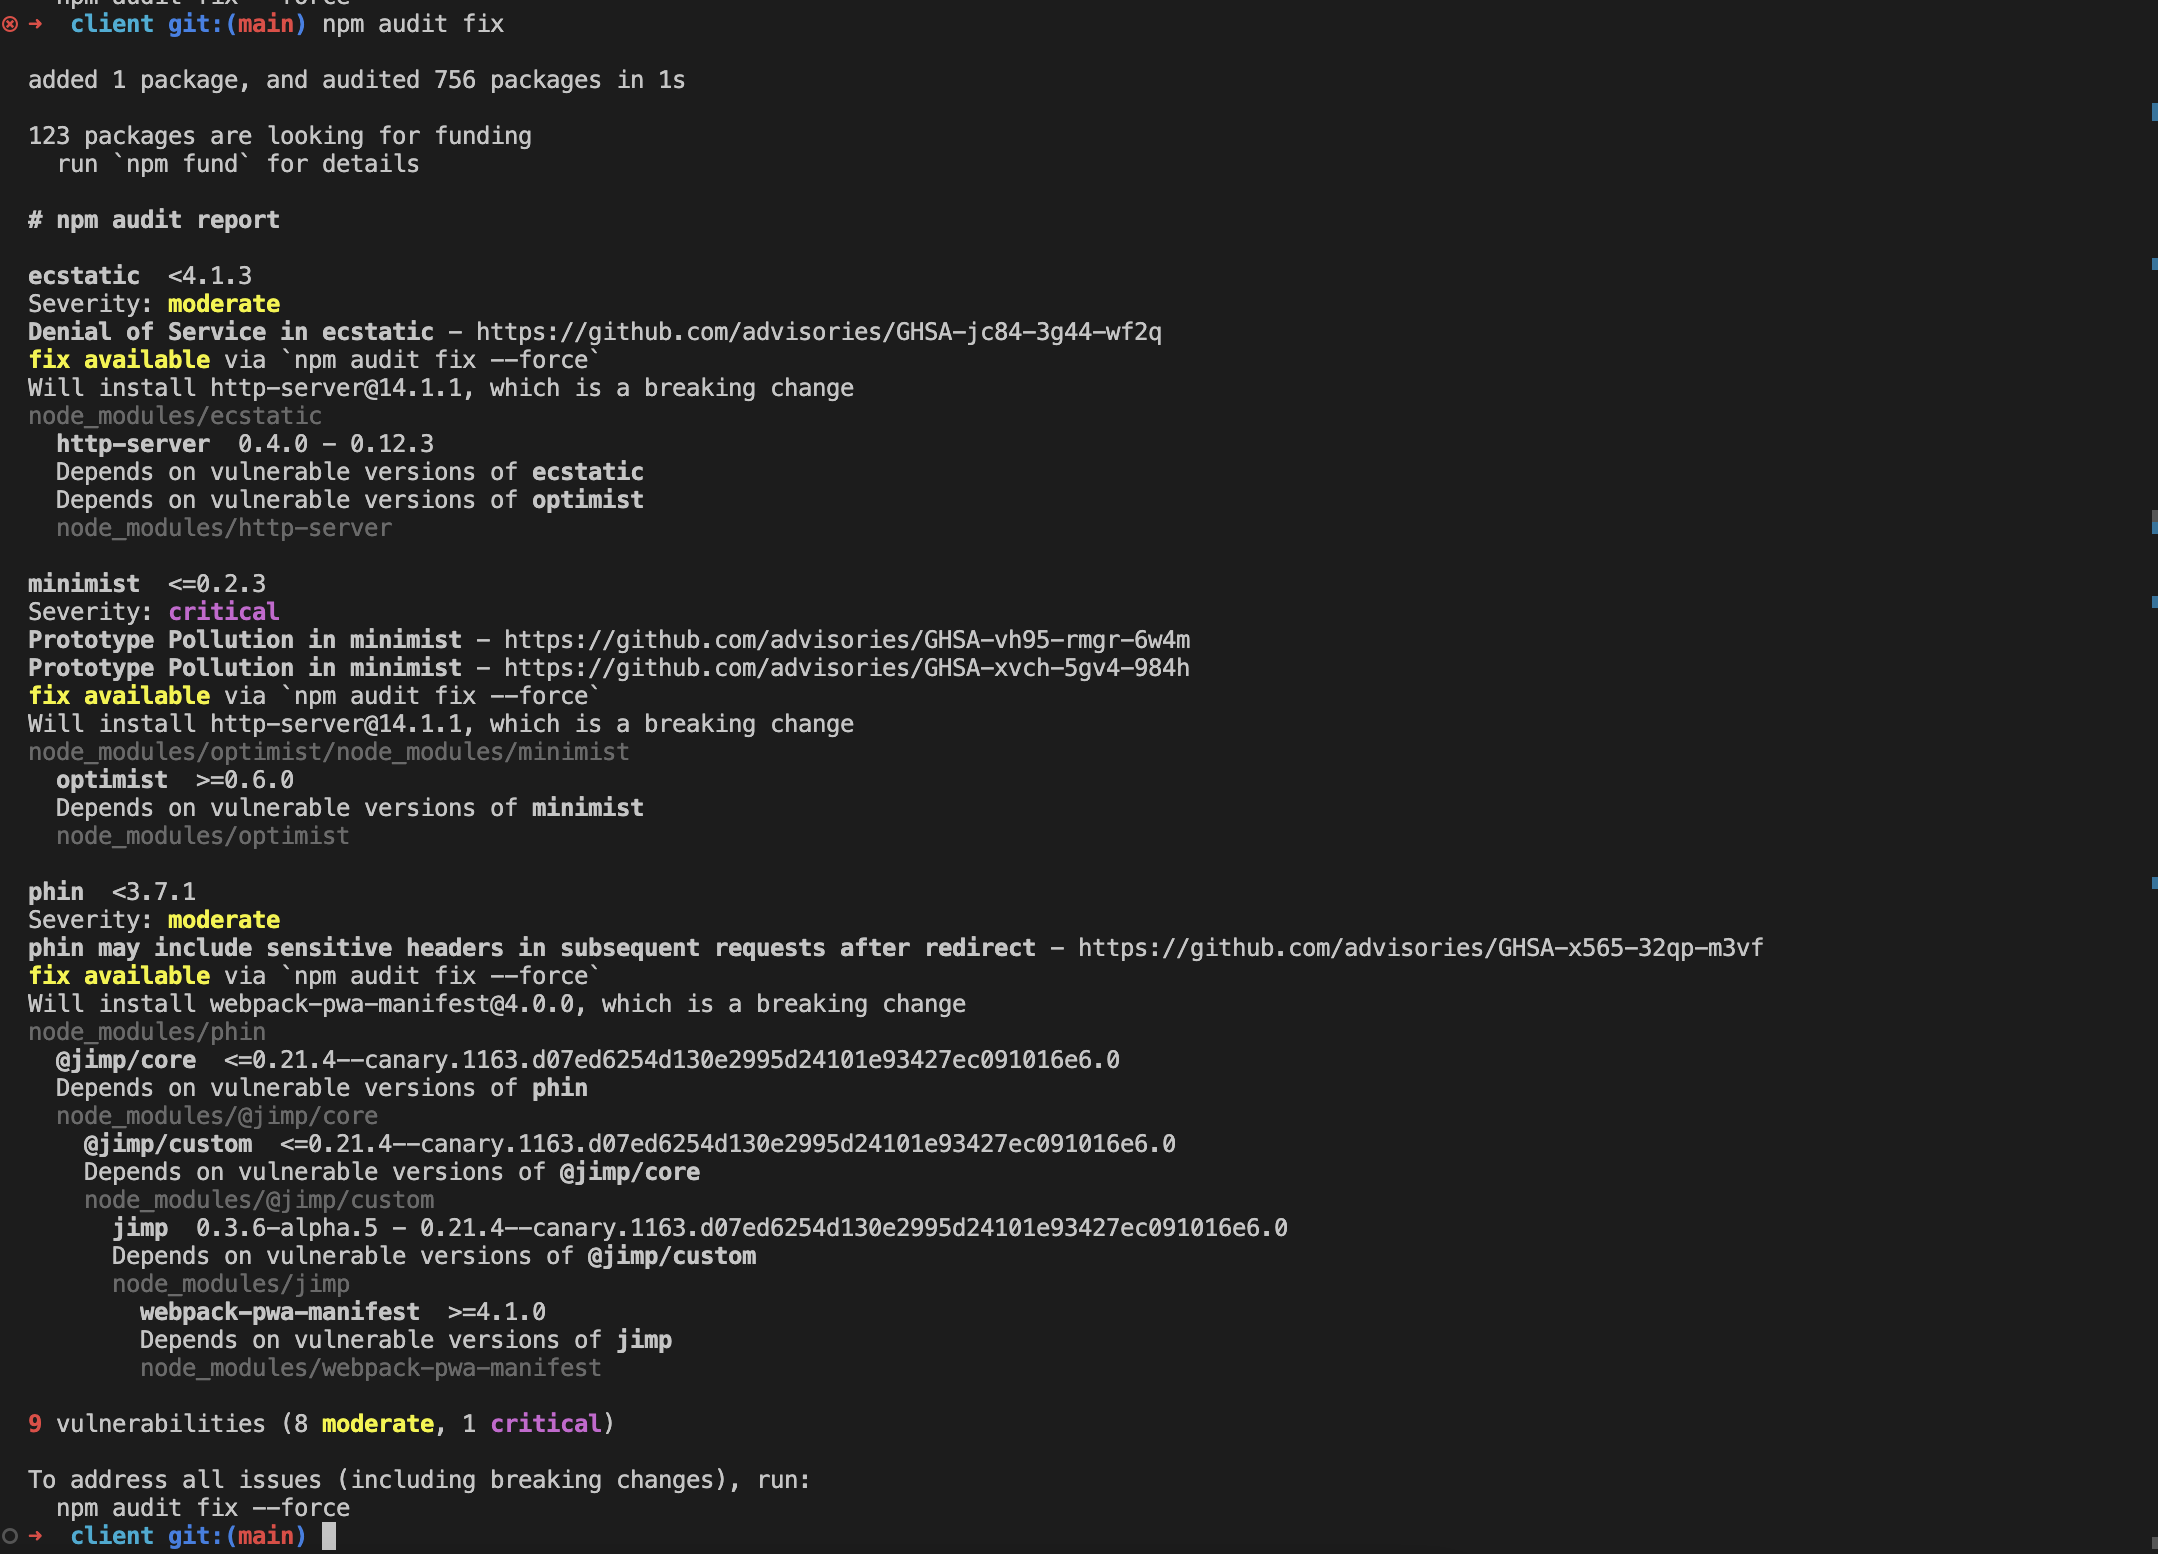 npm audit fix --force
➜ client git:(main) npm audit fix
added 1 package, and audited 756 packages in 1s
123 packages are looking for funding
run `npm fund` for details
# npm audit report
ecstatic <4.1.3
Severity: moderate
Denial of Service in ecstatic - https://github.com/advisories/GHSA-jc84-3g44-wf2q
fix available via `npm audit fix --force`
Will install http-server@14.1.1, which is a breaking change
node_modules/ecstatic
http-server 0.4.0 - 0.12.3
Depends on vulnerable versions of ecstatic
Depends on vulnerable versions of optimist
node_modules/http-server
minimist <=0.2.3
Severity: critical
Prototype Pollution in minimist - https://github.com/advisories/GHSA-vh95-rmgr-6w4m
Prototype Pollution in minimist - https://github.com/advisories/GHSA-xvch-5gv4-984h
fix available via `npm audit fix --force`
Will install http-server@14.1.1, which is a breaking change
node_modules/optimist/node_modules/minimist
optimist >=0.6.0
Depends on vulnerable versions of minimist
node_modules/optimist
phin <3.7.1
Severity: moderate
phin may include sensitive headers in subsequent requests after redirect - https://github.com/advisories/GHSA-x565-32qp-m3vf
fix available via `npm audit fix --force`
Will install webpack-pwa-manifest@4.0.0, which is a breaking change
node_modules/phin
@jimp/core <=0.21.4--canary.1163.d07ed6254d130e2995d24101e93427ec091016e6.0
Depends on vulnerable versions of phin
node_modules/@jimp/core
@jimp/custom <=0.21.4--canary.1163.d07ed6254d130e2995d24101e93427ec091016e6.0
Depends on vulnerable versions of @jimp/core
node_modules/@jimp/custom
jimp 0.3.6-alpha.5 - 0.21.4--canary.1163.d07ed6254d130e2995d24101e93427ec091016e6.0
Depends on vulnerable versions of @jimp/custom
node_modules/jimp
webpack-pwa-manifest >=4.1.0
Depends on vulnerable versions of jimp
node_modules/webpack-pwa-manifest
9 vulnerabilities (8 moderate, 1 critical)
To address all issues (including breaking changes), run:
npm audit fix --force
➜ client git:(main)